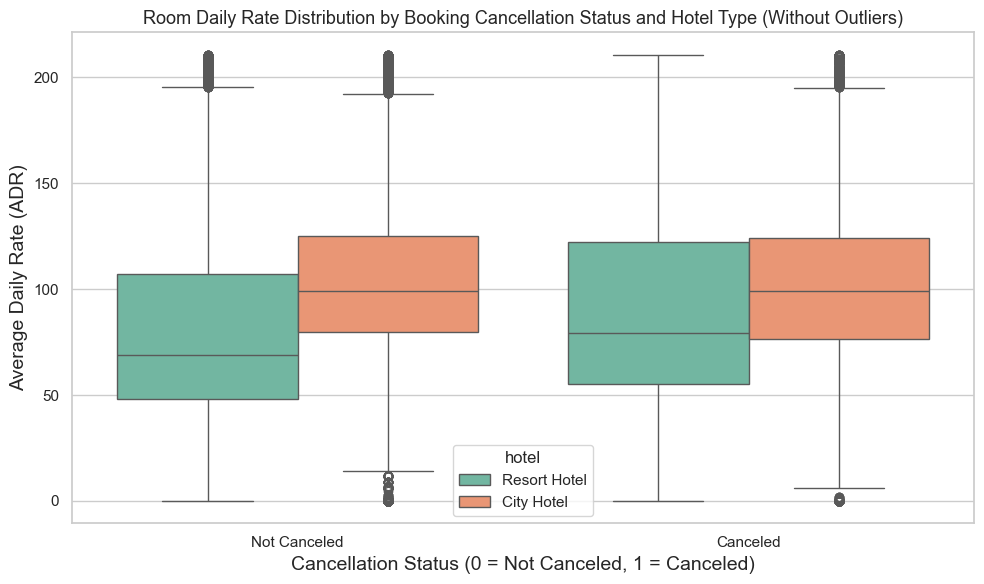 Room Daily Rate Distribution by Booking Cancellation Status and Hotel Type (Without Outliers)
Average Daily Rate (ADR)
200
150
100
50
0
hotel
Resort Hotel
City Hotel
Not Canceled
Canceled
Cancellation Status (0 = Not Canceled, 1 = Canceled)